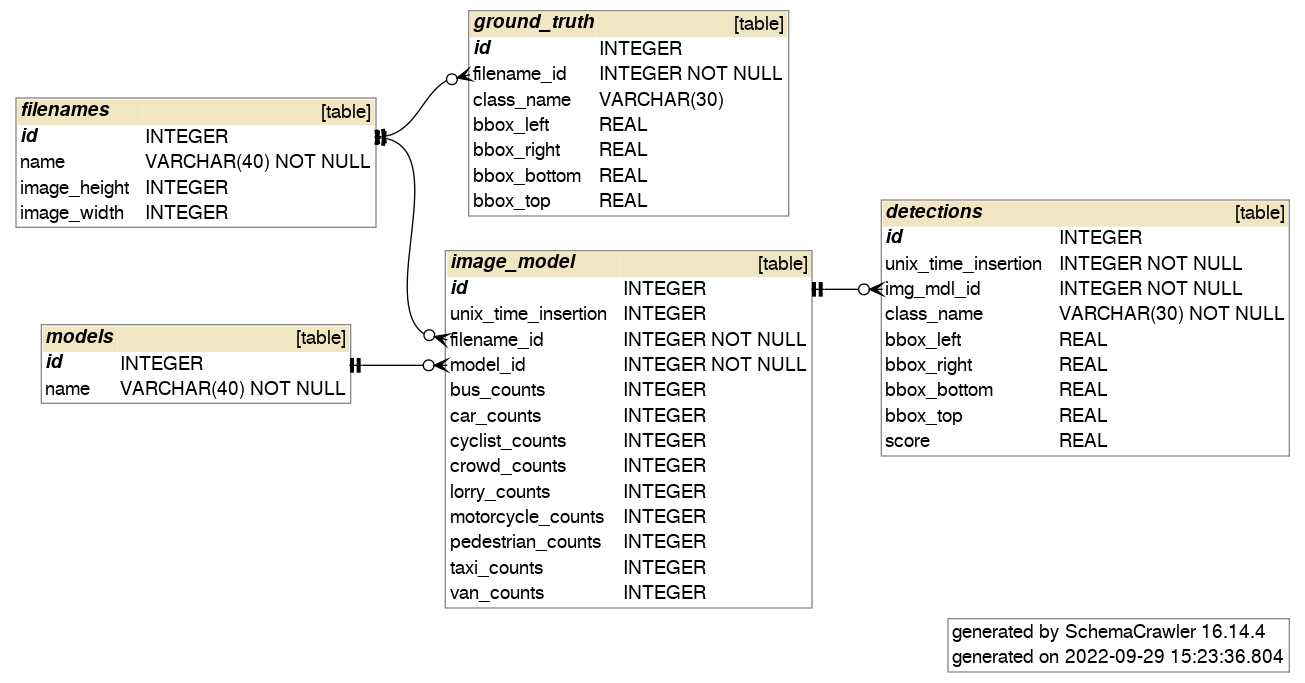 ground_truth [table]
id INTEGER
filename_id INTEGER NOT NULL
class_name VARCHAR(30)
bbox_left REAL
bbox_right REAL
bbox_bottom REAL
bbox_top REAL
filenames [table]
id INTEGER
name VARCHAR(40) NOT NULL
image_height INTEGER
image_width INTEGER
detections [table]
id INTEGER
unix_time_insertion INTEGER NOT NULL
img_mdl_id INTEGER NOT NULL
class_name VARCHAR(30) NOT NULL
bbox_left REAL
bbox_right REAL
bbox_bottom REAL
bbox_top REAL
score REAL
image_model [table]
id INTEGER
unix_time_insertion INTEGER
filename_id INTEGER NOT NULL
model_id INTEGER NOT NULL
bus_counts INTEGER
car_counts INTEGER
cyclist_counts INTEGER
crowd_counts INTEGER
lorry_counts INTEGER
motorcycle_counts INTEGER
pedestrian_counts INTEGER
taxi_counts INTEGER
van_counts INTEGER
models [table]
id INTEGER
name VARCHAR(40) NOT NULL
generated by SchemaCrawler 16.14.4
generated on 2022-09-29 15:23:36.804